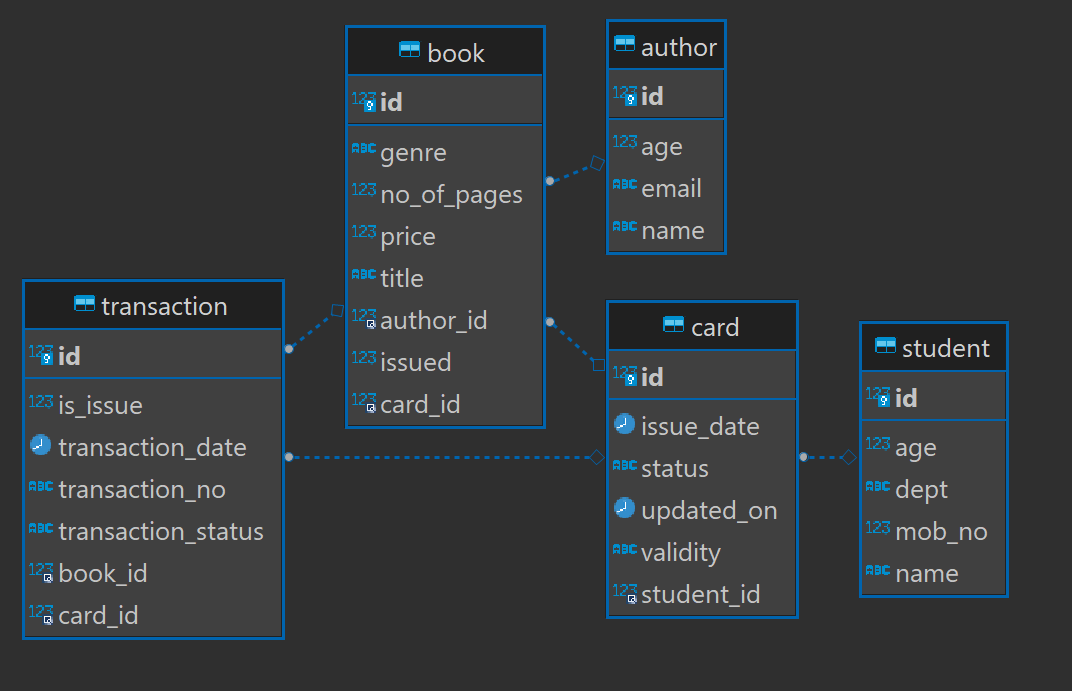 book
123 id
ABC genre
123 no_of_pages
123 price
ABC title
123 author_id
123 issued
123 card_id
author
123 id
123 age
ABC email
ABC name
transaction
123 id
123 is_issue
transaction_date
ABC transaction_no
ABC transaction_status
123 book_id
123 card_id
card
123 id
issue_date
ABC status
updated_on
ABC validity
123 student_id
student
123 id
123 age
ABC dept
123 mob_no
ABC name